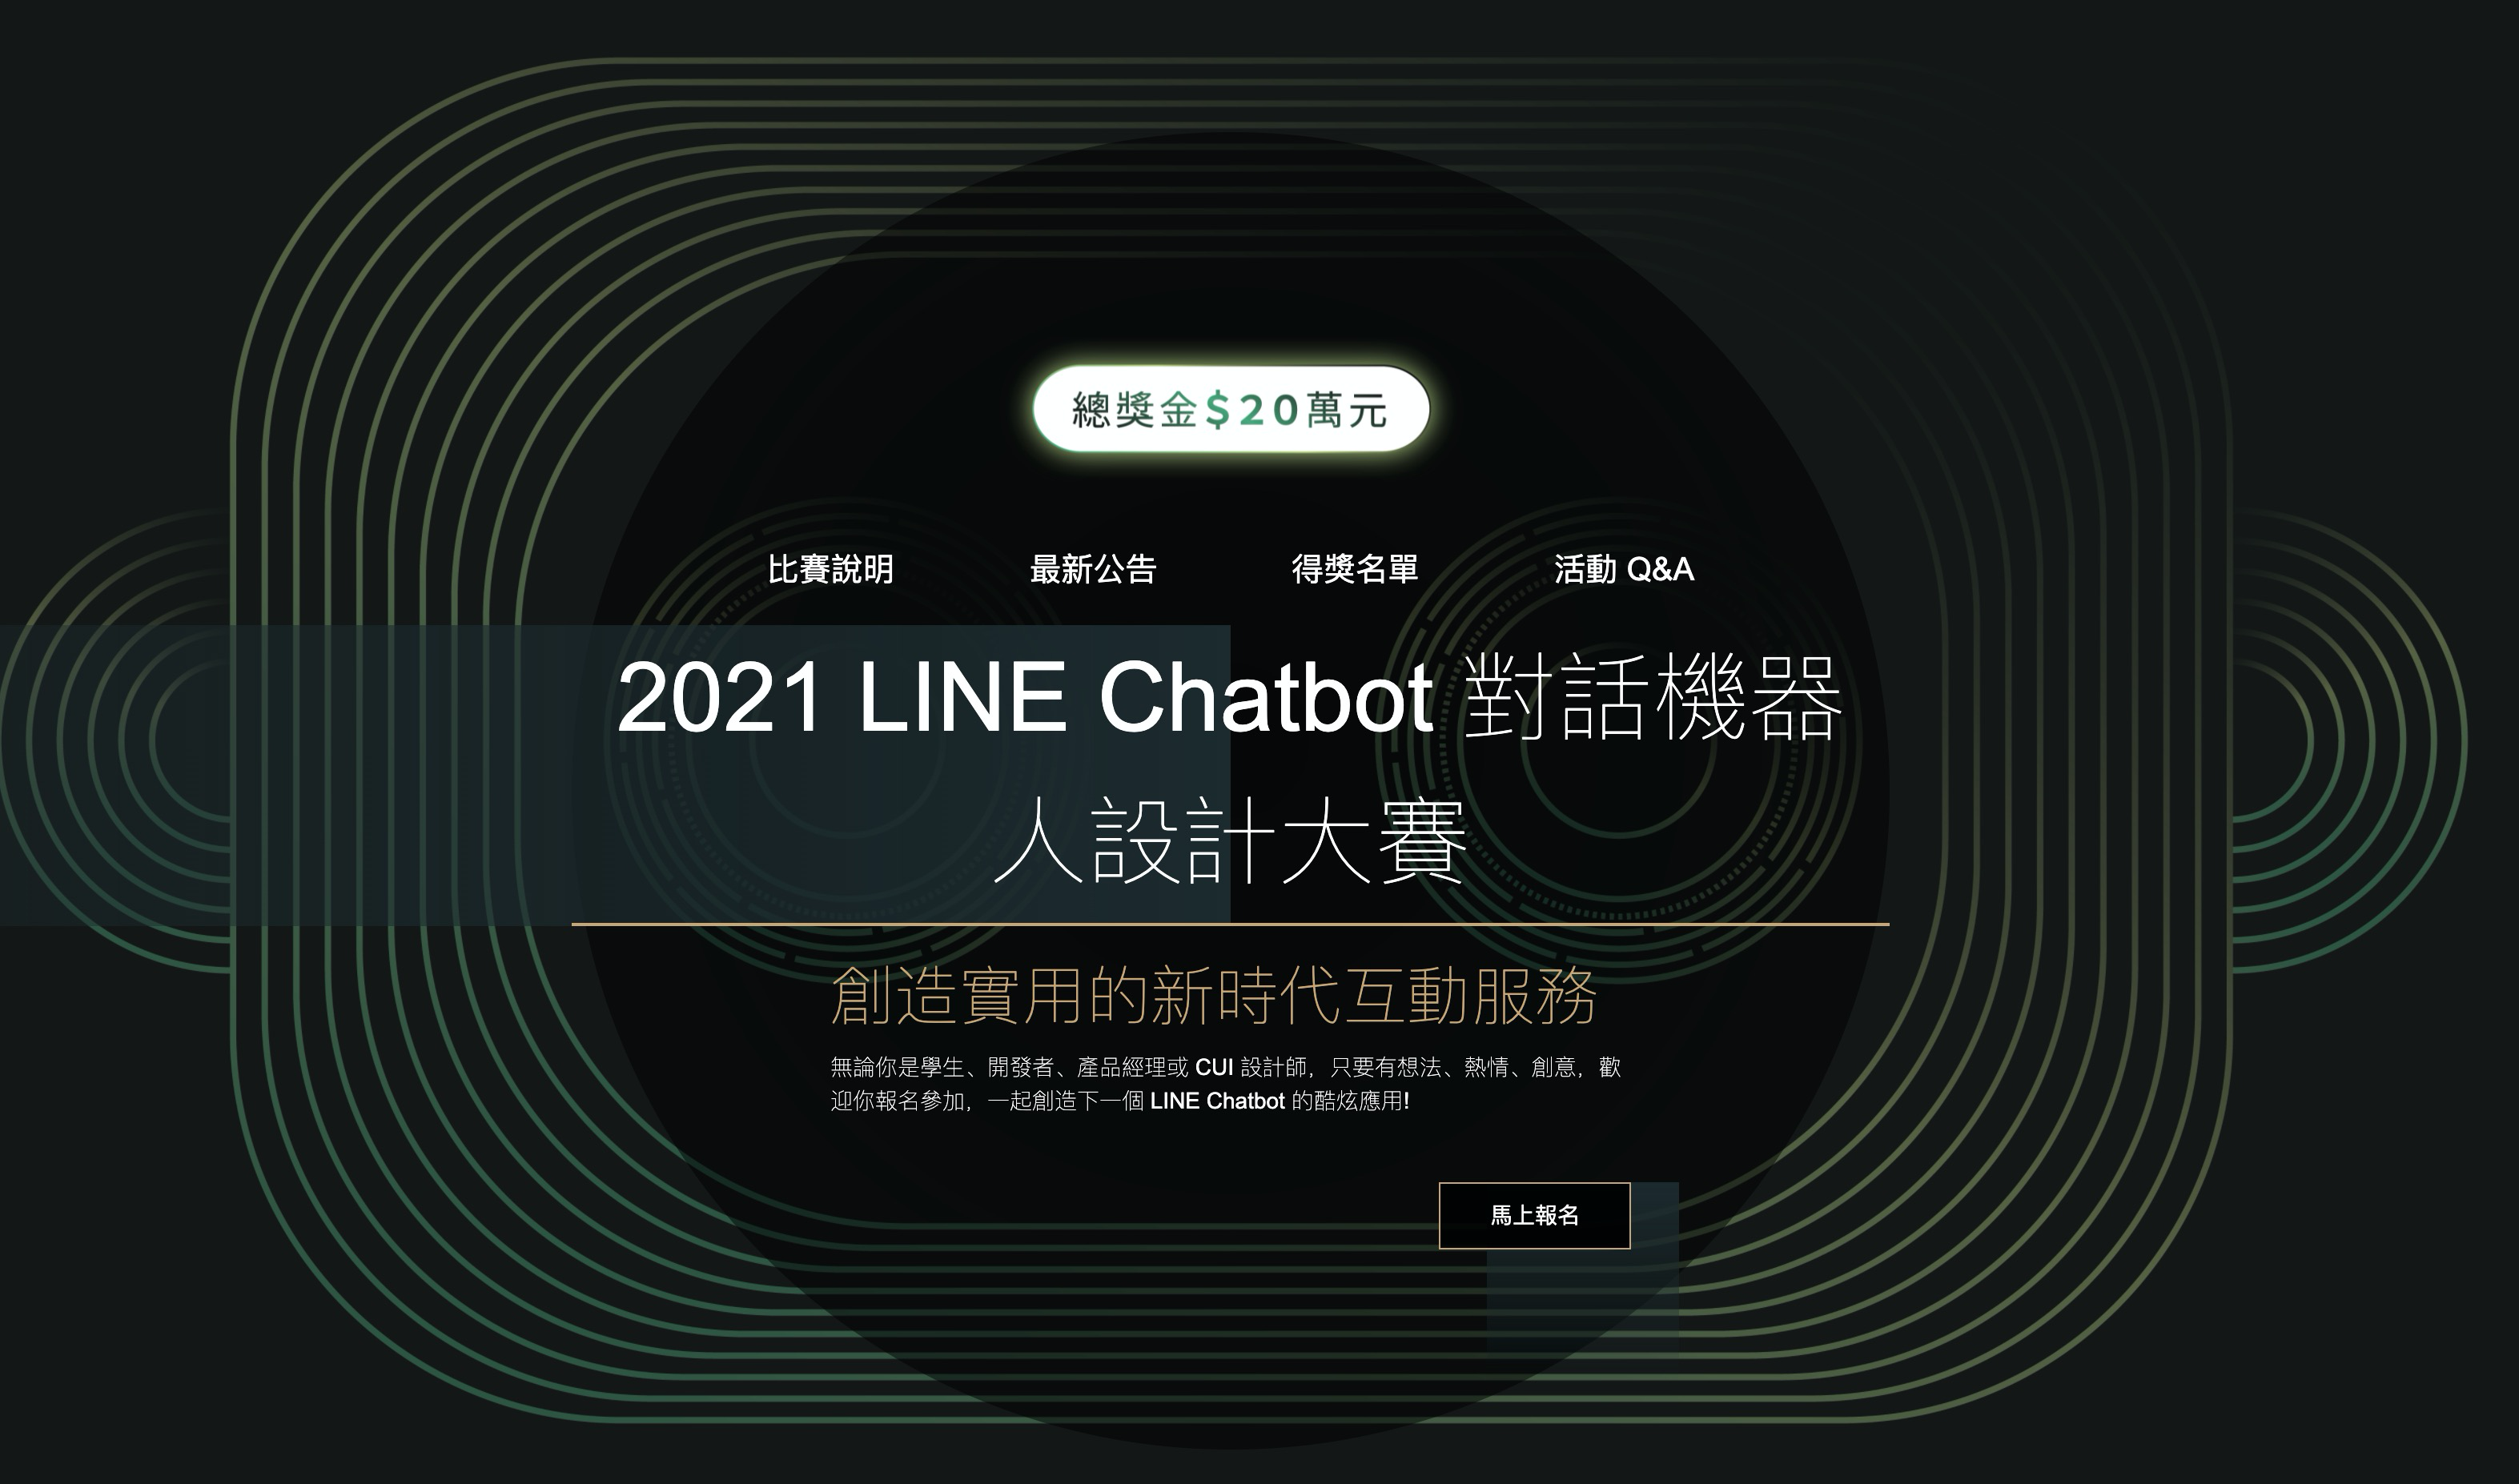 總獎金$20萬元
比賽說明 最新公告 得獎名單 活動 Q&A
2021 LINE Chatbot 對話機器
人設計大賽
創造實用的新時代互動服務
無論你是學生、開發者、產品經理或 CUI 設計師，只要有想法、熱情、創意，歡
迎你報名參加，一起創造下一個 LINE Chatbot 的酷炫應用!
馬上報名